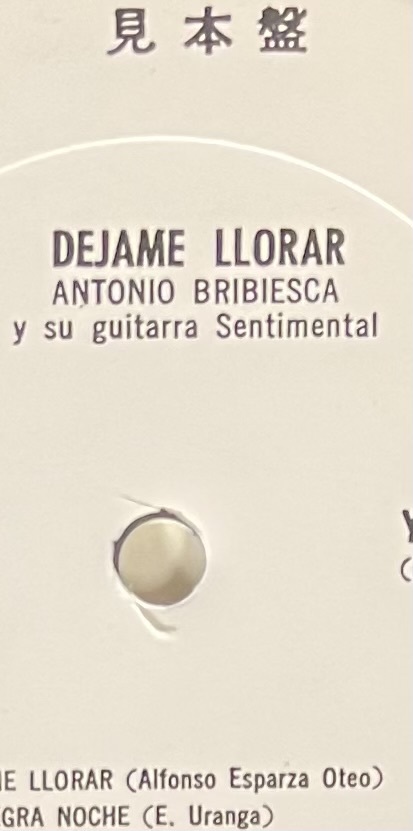 見本盤
DEJAME LLORAR
ANTONIO BRIBIESCA
y su guitarra Sentimental
LLORAR (Alfonso Esparza Oteo)
NOCHE (E. Uranga)